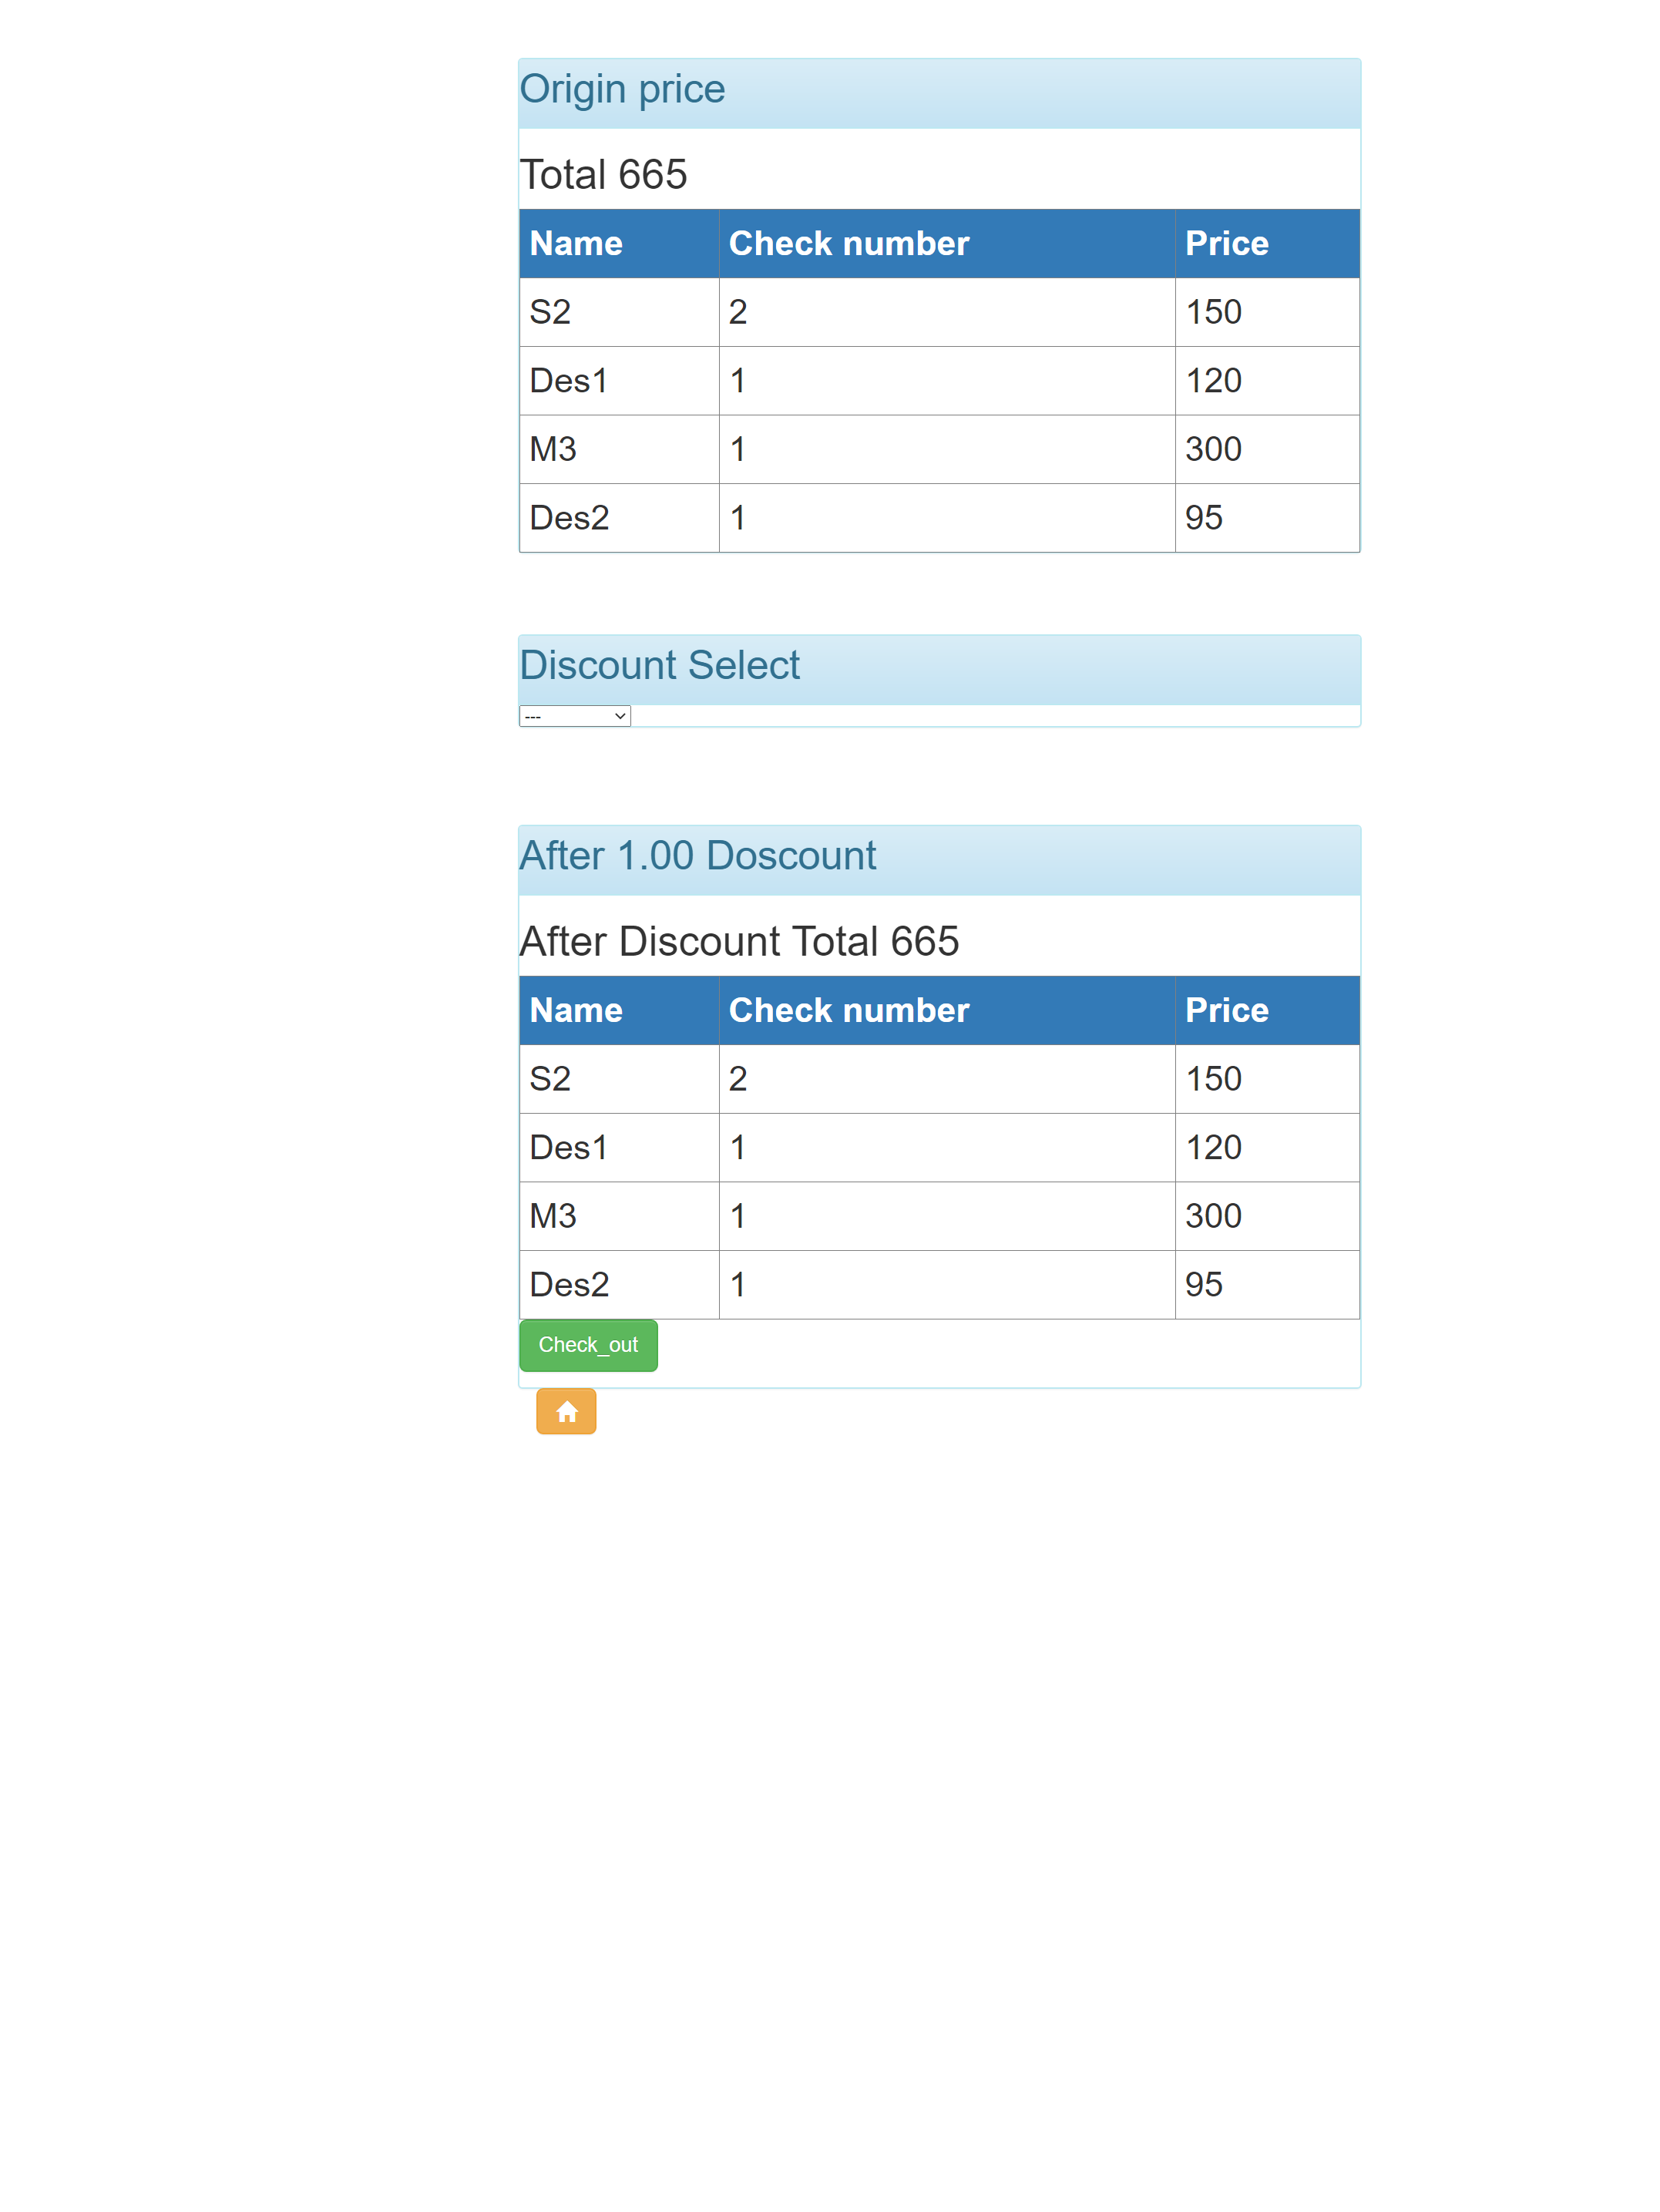 Origin price
Total 665
Name Check number Price
S2 2 150
Des1 1 120
M3 1 300
Des2 1 95
Discount Select
---
After 1.00 Doscount
After Discount Total 665
Name Check number Price
S2 2 150
Des1 1 120
M3 1 300
Des2 1 95
Check_out